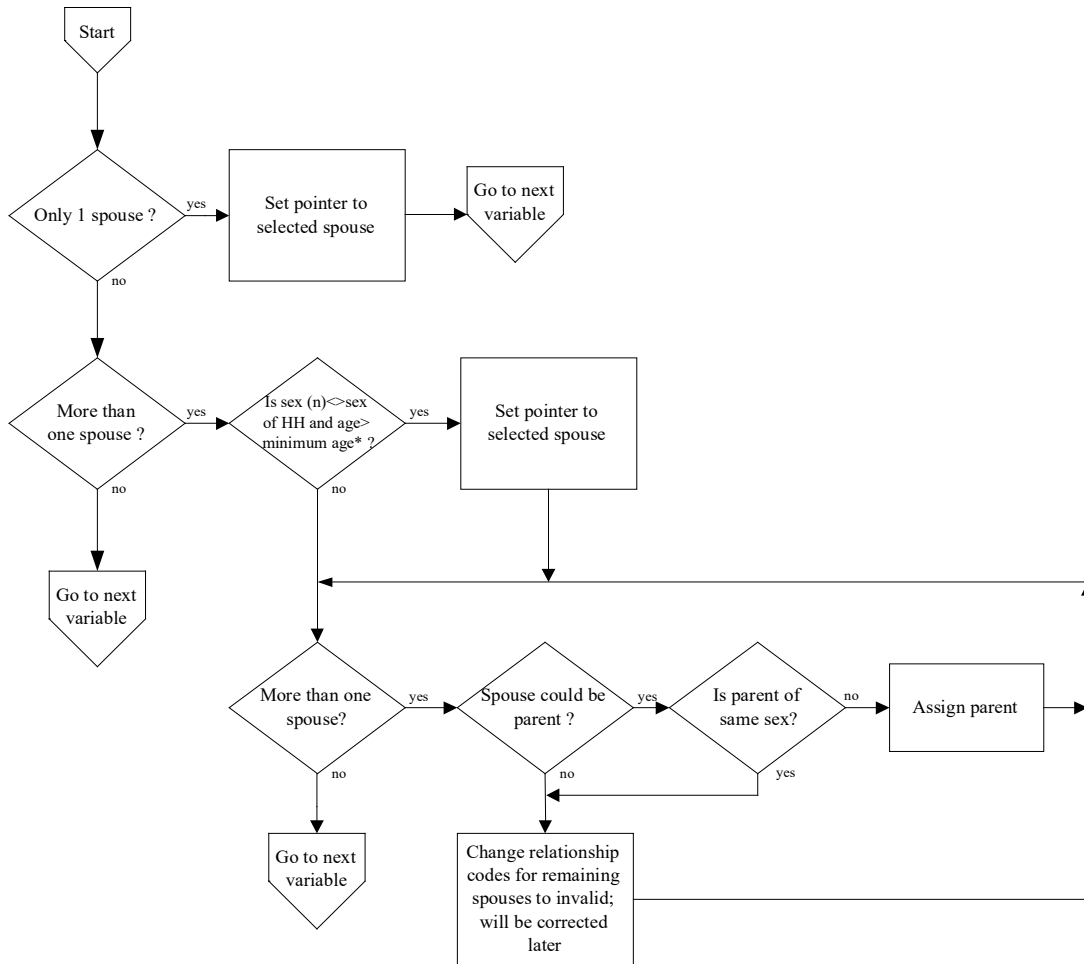 Start
Only 1 spouse ?
yes
Set pointer to
selected spouse
Go to next
variable
no
More than
one spouse ?
yes
Is sex (n)<>sex
of HH and age>
minimum age* ?
yes
Set pointer to
selected spouse
no
no
Go to next
variable
More than one
spouse?
yes
Spouse could be
parent ?
yes
Is parent of
same sex?
no
Assign parent
no
no
yes
Go to next
variable
Change relationship
codes for remaining
spouses to invalid;
will be corrected
later